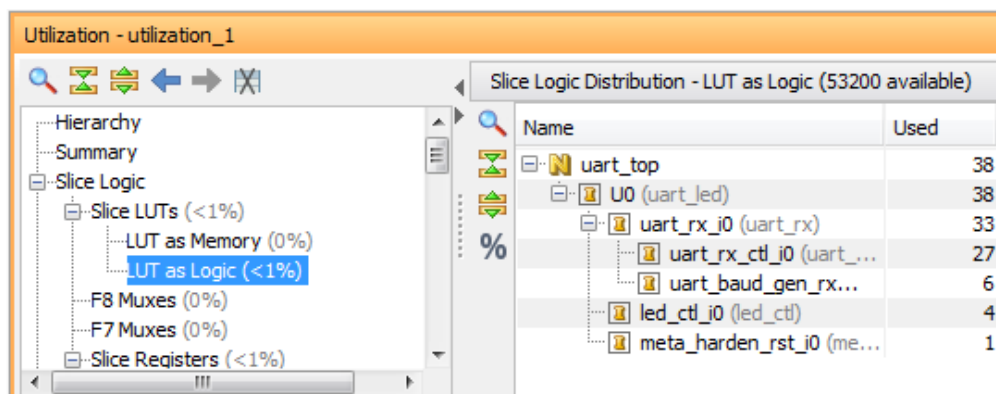 Utilization - utilization_1
Hierarchy
Summary
Slice Logic
Slice LUTs (<1%)
LUT as Memory (0%)
LUT as Logic (<1%)
F8 Muxes (0%)
F7 Muxes (0%)
Slice Registers (<1%)
Slice Logic Distribution - LUT as Logic (53200 available)
%
Name Used
N uart_top 38
U0 (uart_led) 38
uart_rx_i0 (uart_rx) 33
uart_rx_ctl_i0 (uart_... 27
uart_baud_gen_rx... 6
led_ctl_i0 (led_ctl) 4
meta_harden_rst_i0 (me... 1